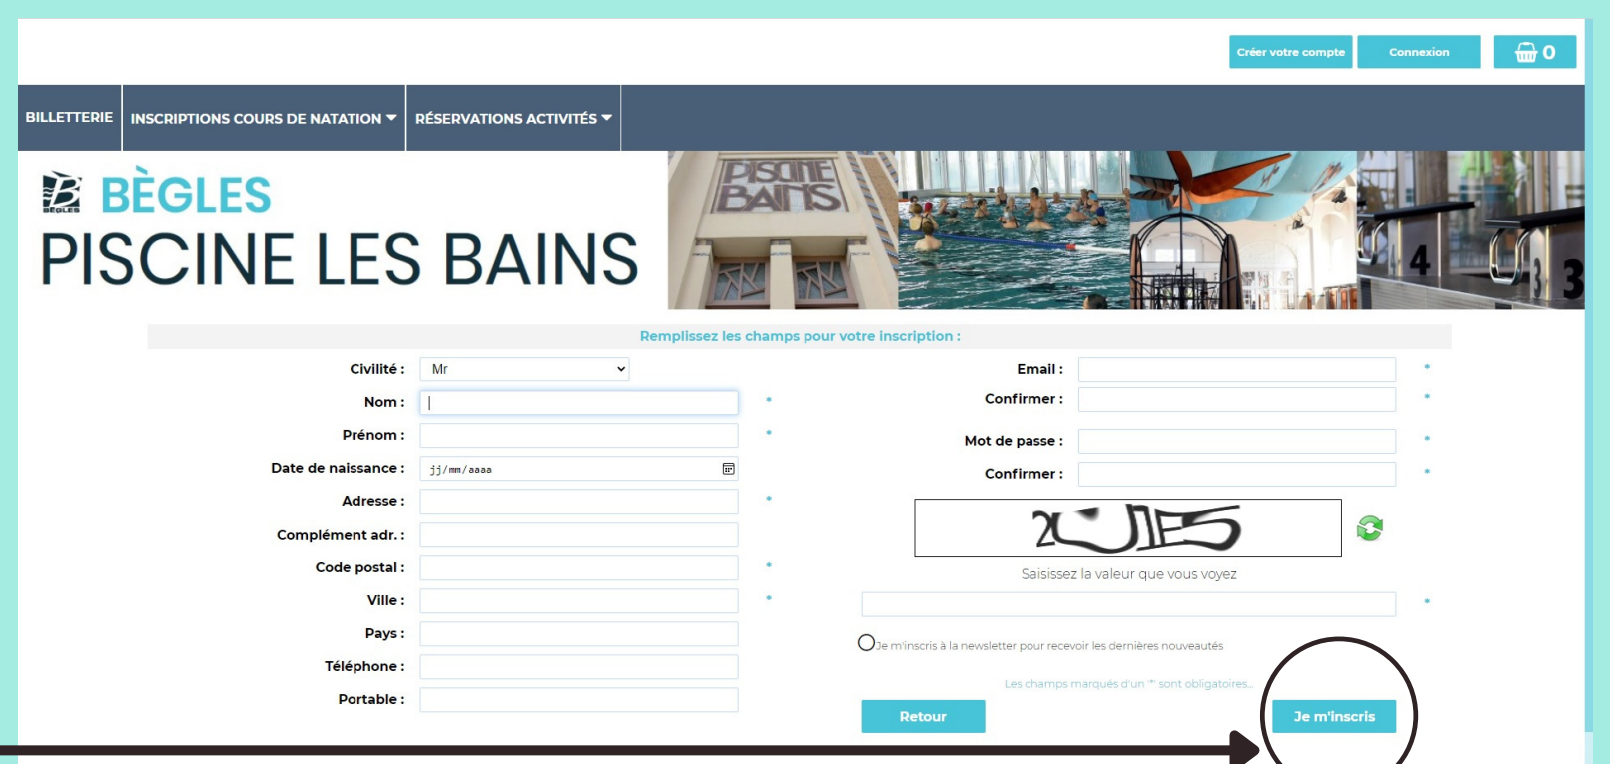 Créer votre compte
Connexion
0
BILLETTERIE
INSCRIPTIONS COURS DE NATATION
RÉSERVATIONS ACTIVITÉS
B BÈGLES
BÈGLES
PISCINE LES BAINS
PISCINE
BAINS
4
3
3
Remplissez les champs pour votre inscription :
Civilité : Mr
Nom : *
Prénom : *
Date de naissance : jj/mm/aaaa
Adresse : *
Complément adr. :
Code postal : *
Ville : *
Pays :
Téléphone :
Portable :
Email : *
Confirmer : *
Mot de passe : *
Confirmer : *
Saisissez la valeur que vous voyez
*
Je m'inscris à la newsletter pour recevoir les dernières nouveautés
Les champs marqués d'un '*' sont obligatoires...
Retour
Je m'inscris